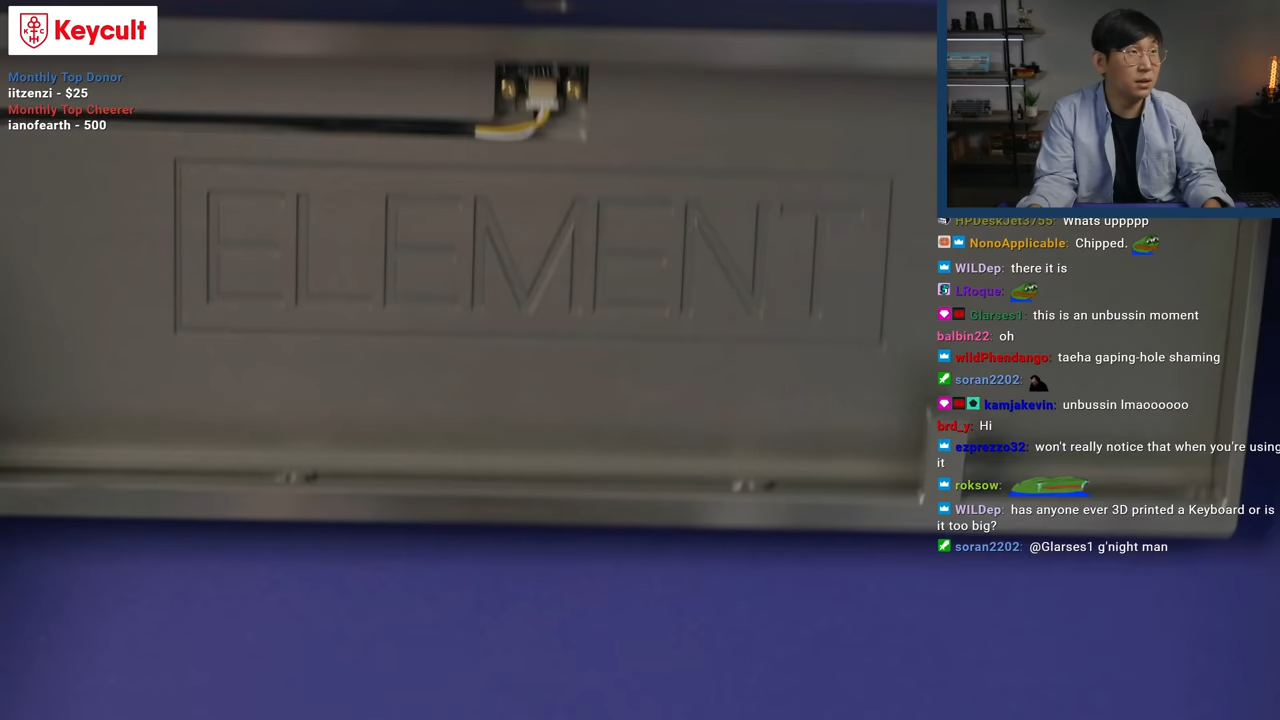 Keycult
Monthly Top Donor
iitzenzi - $25
Monthly Top Cheerer
ianofearth - 500
ELEMENT
HPDeskJet3755: Whats uppppp
NonoApplicable: Chipped.
WILDep: there it is
LRoque:
Glarses1: this is an unbussin moment
balbin22: oh
wildPhendango: taeha gaping-hole shaming
soran2202:
kamjakevin: unbussin lmaoooooo
brd_y: Hi
ezprezzo32: won't really notice that when you're using
it
roksow:
WILDep: has anyone ever 3D printed a Keyboard or is
it too big?
soran2202: @Glarses1 g'night man